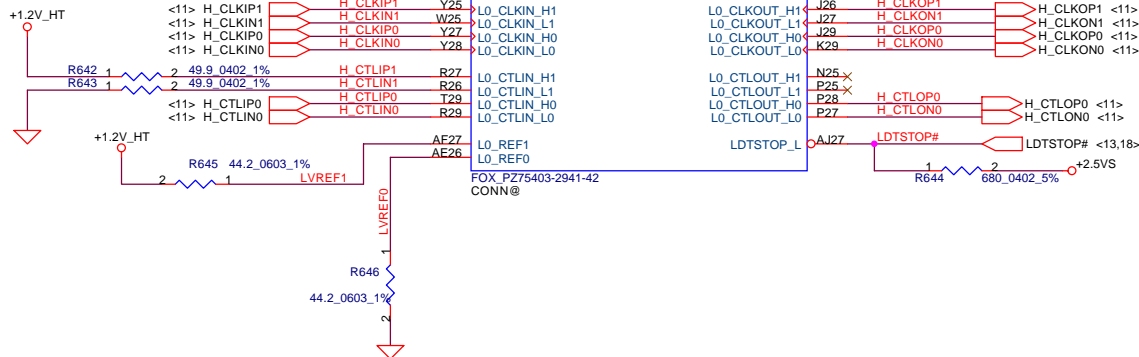 H_CLKIP1 Y25 L0_CLKIN_H1 L0_CLKOUT_H1 J26 H_CLKOP1 H_CLKOP1 <11>
+1.2V_HT <11> H_CLKIP1
<11> H_CLKIN1 H_CLKIN1 W25 L0_CLKIN_L1 L0_CLKOUT_L1 J27 H_CLKON1 H_CLKON1 <11>
<11> H_CLKIP0 H_CLKIP0 Y27 L0_CLKIN_H0 L0_CLKOUT_H0 J29 H_CLKOP0 H_CLKOP0 <11>
<11> H_CLKIN0 H_CLKIN0 Y28 L0_CLKIN_L0 L0_CLKOUT_L0 K29 H_CLKON0 H_CLKON0 <11>
R642 1 2 49.9_0402_1% H_CTLIP1 R27 L0_CTLIN_H1 L0_CTLOUT_H1 N25
R643 1 2 49.9_0402_1% H_CTLIN1 R26 L0_CTLIN_L1 L0_CTLOUT_L1 P25
<11> H_CTLIP0 H_CTLIP0 T29 L0_CTLIN_H0 L0_CTLOUT_H0 P28 H_CTLOP0 H_CTLOP0 <11>
<11> H_CTLIN0 H_CTLIN0 R29 L0_CTLIN_L0 L0_CTLOUT_L0 P27 H_CTLON0 H_CTLON0 <11>
+1.2V_HT AF27 L0_REF1 LDTSTOP_L AJ27 LDTSTOP# LDTSTOP# <13,18>
AE26 L0_REF0
R645 44.2_0603_1%
2 1 LVREF1
1 2 +2.5VS
R644 680_0402_5%
FOX_PZ75403-2941-42
CONN@
LVREF0
1
R646
44.2_0603_1%
2